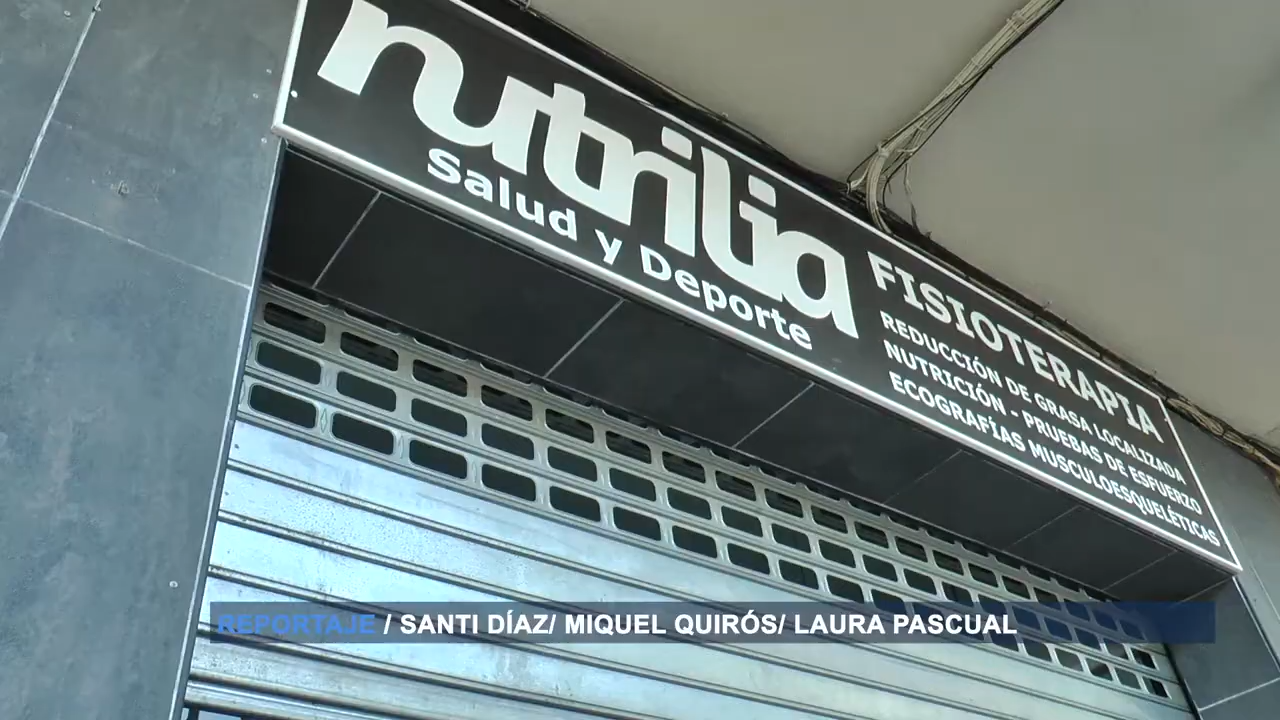 nutrilia
Salud y Deporte
FISIOTERAPIA
REDUCCIÓN DE GRASA LOCALIZADA
NUTRICIÓN - PRUEBAS DE ESFUERZO
ECOGRAFÍAS MUSCULOESQUELÉTICAS
REPORTAJE / SANTI DÍAZ/ MIQUEL QUIRÓS/ LAURA PASCUAL